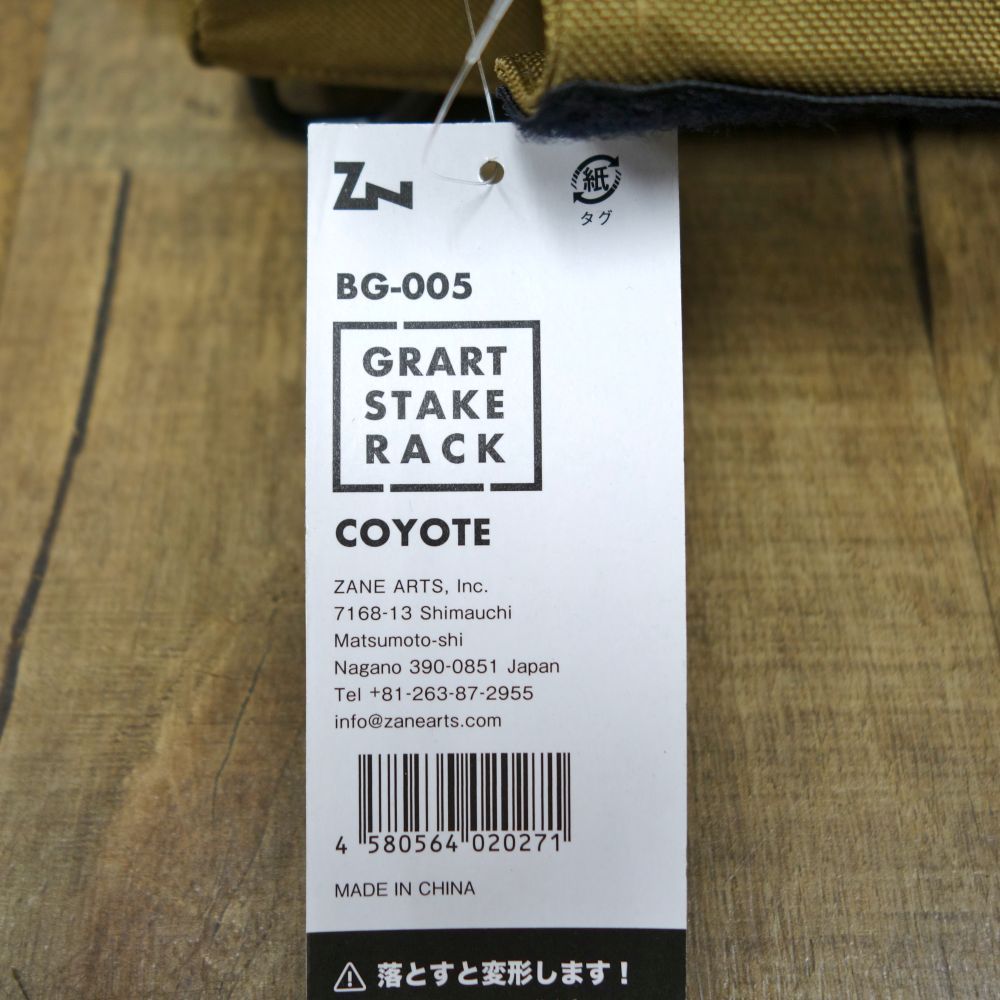 ZN
紙
タグ
BG-005
GRART
STAKE
RACK
COYOTE
ZANE ARTS, Inc.
7168-13 Shimauchi
Matsumoto-shi
Nagano 390-0851 Japan
Tel +81-263-87-2955
info@zanearts.com
4 580564 020271
MADE IN CHINA
落とすと変形します！